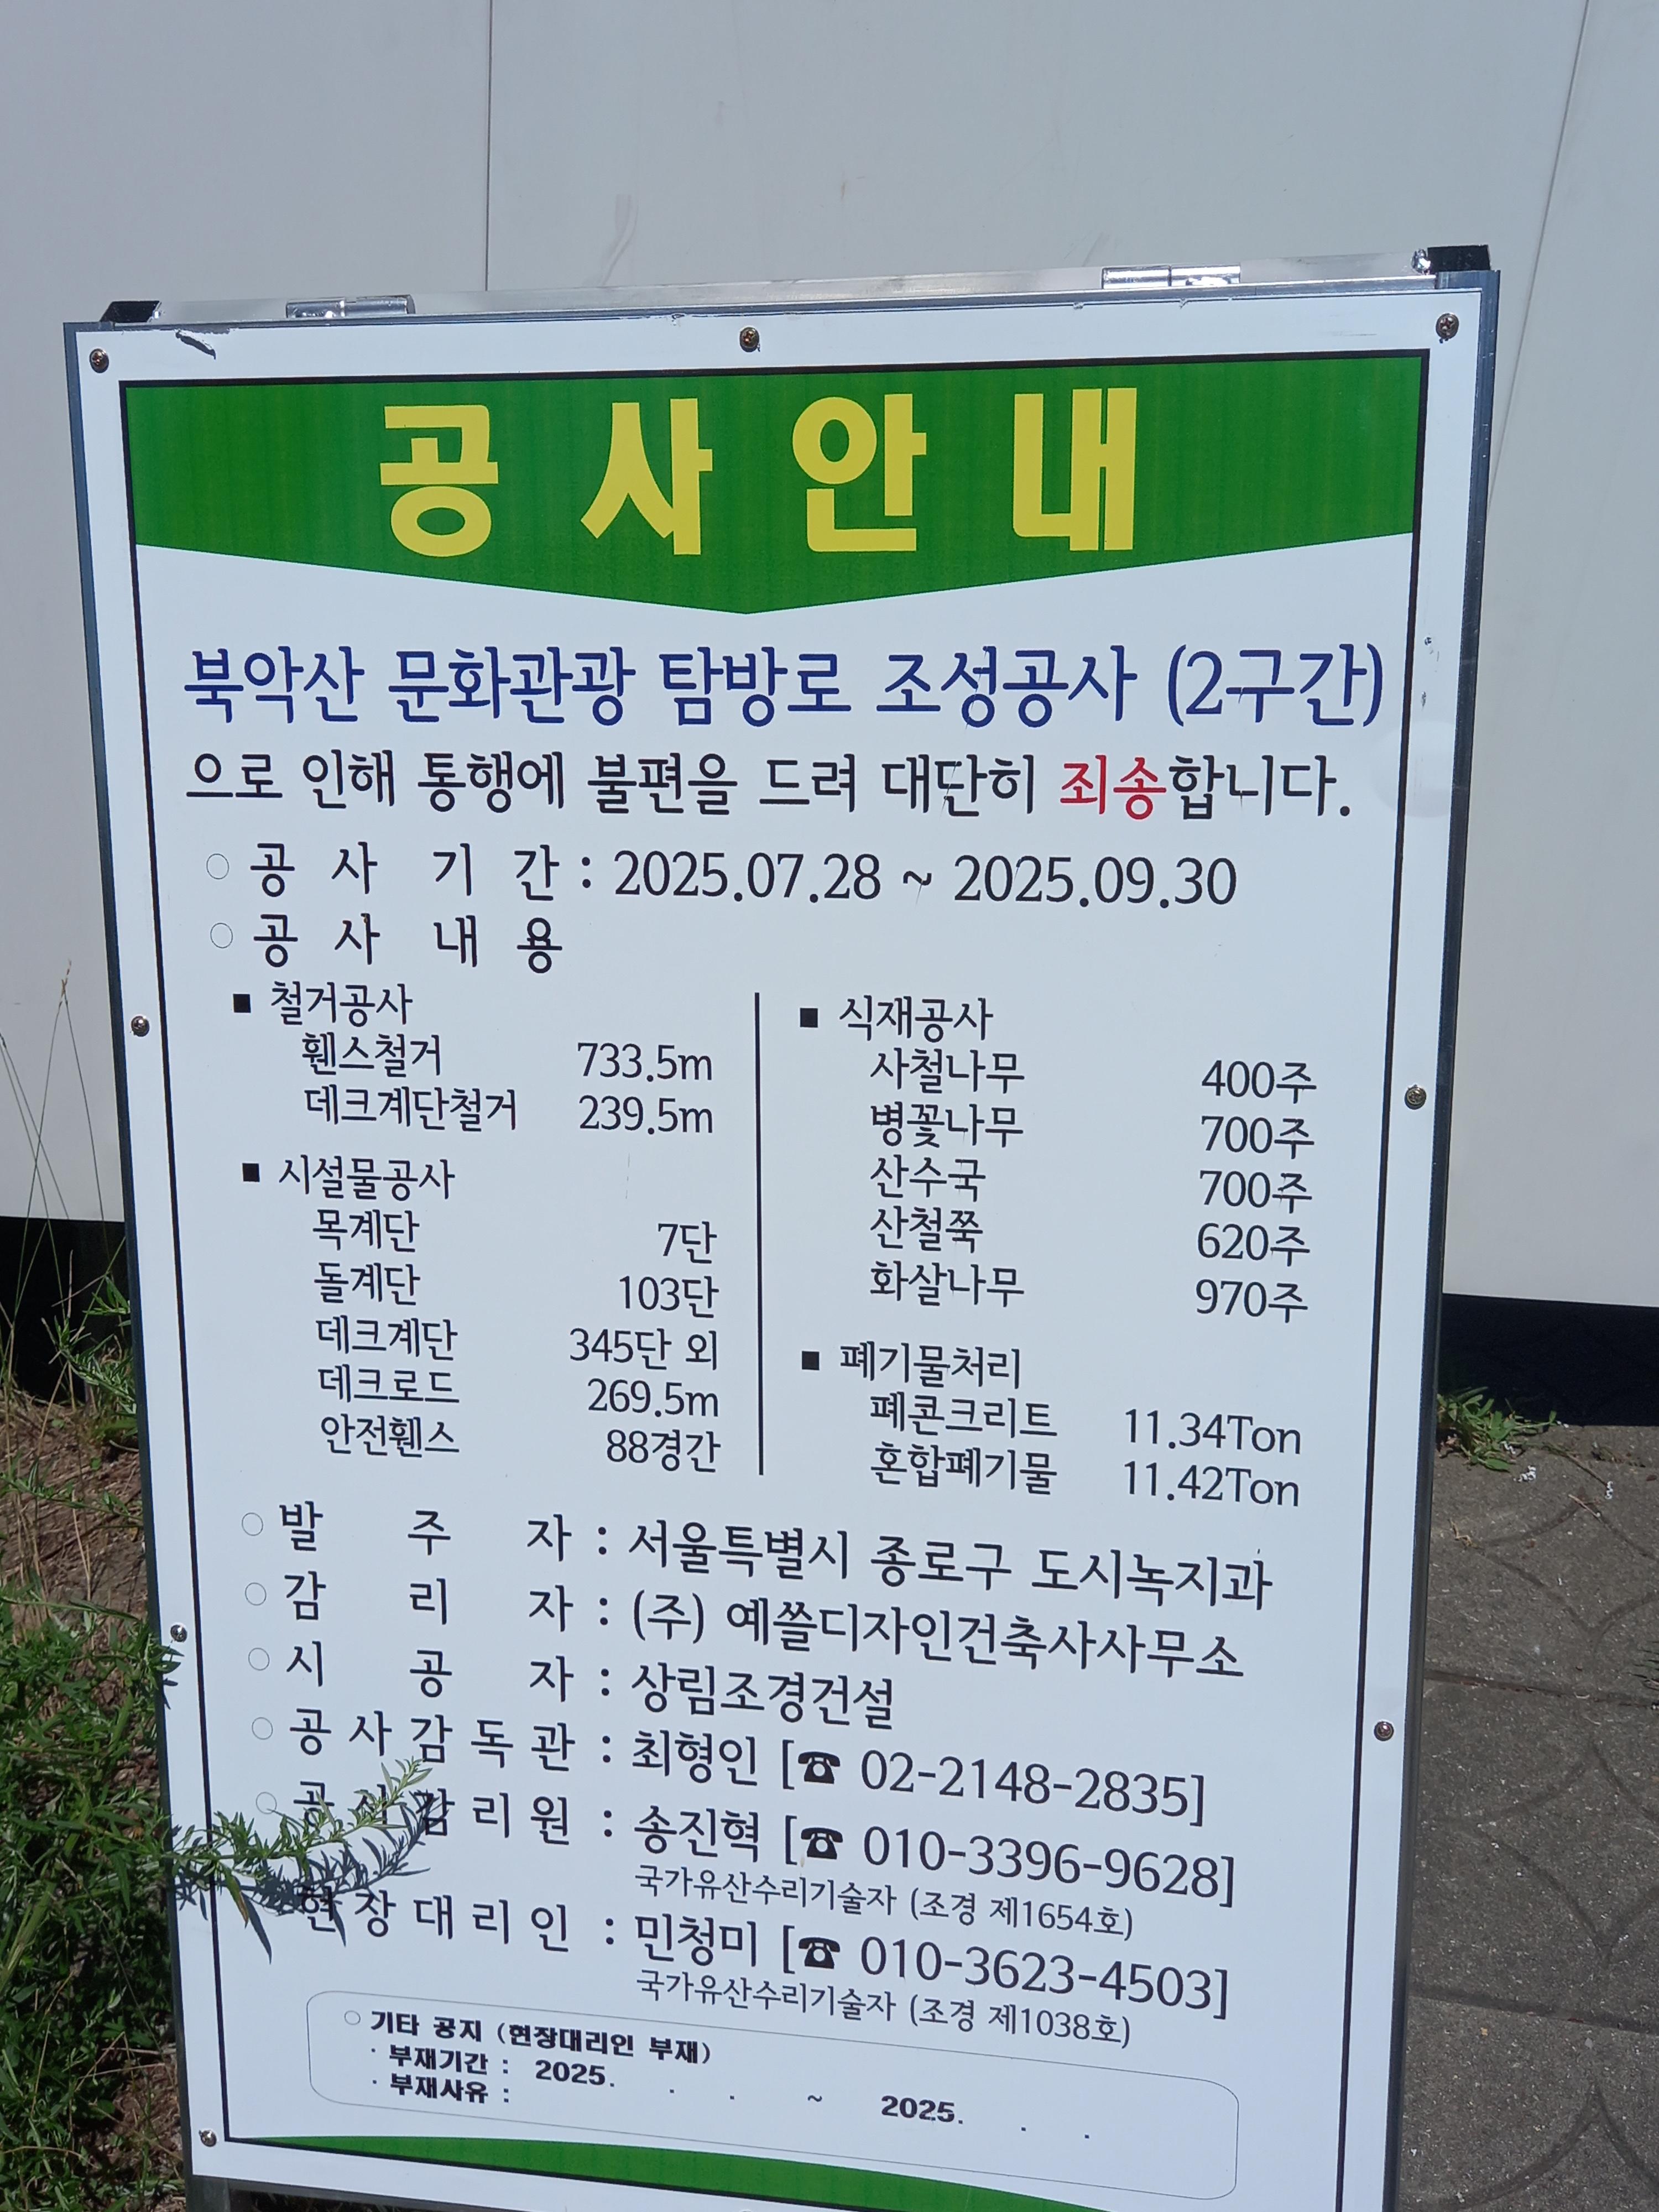 공사안내
북악산 문화관광 탐방로 조성공사 (2구간)
으로 인해 통행에 불편을 드려 대단히 죄송합니다.
○ 공 사 기 간 : 2025.07.28 ~ 2025.09.30
○ 공 사 내 용
■ 철거공사
휀스철거 733.5m
데크계단철거 239.5m
■ 시설물공사
목계단 7단
돌계단 103단
데크계단 345단 외
데크로드 269.5m
안전휀스 88경간
■ 식재공사
사철나무 400주
병꽃나무 700주
산수국 700주
산철쭉 620주
화살나무 970주
■ 폐기물처리
폐콘크리트 11.34Ton
혼합폐기물 11.42Ton
○ 발 주 자 : 서울특별시 종로구 도시녹지과
○ 감 리 자 : (주) 예쓸디자인건축사사무소
○ 시 공 자 : 상림조경건설
○ 공 사 감 독 관 : 최형인 [☎ 02-2148-2835]
○ 공 사 감 리 원 : 송진혁 [☎ 010-3396-9628]
국가유산수리기술자 (조경 제1654호)
현 장 대 리 인 : 민청미 [☎ 010-3623-4503]
국가유산수리기술자 (조경 제1038호)
○ 기타 공지 (현장대리인 부재)
· 부재기간 : 2025. . . ~ 2025. . .
· 부재사유 :